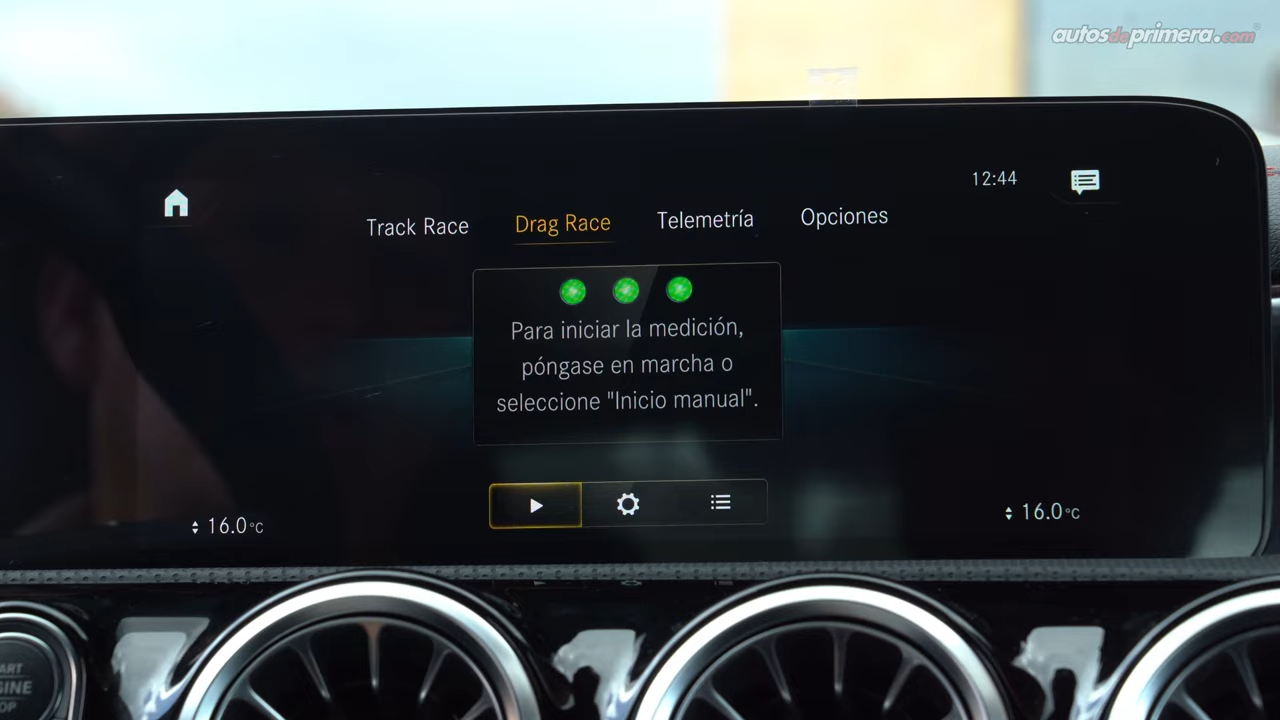 autosdeprimera.com
12:44
Track Race
Drag Race
Telemetría
Opciones
Para iniciar la medición,
póngase en marcha o
seleccione "Inicio manual".
16.0°C
16.0°C